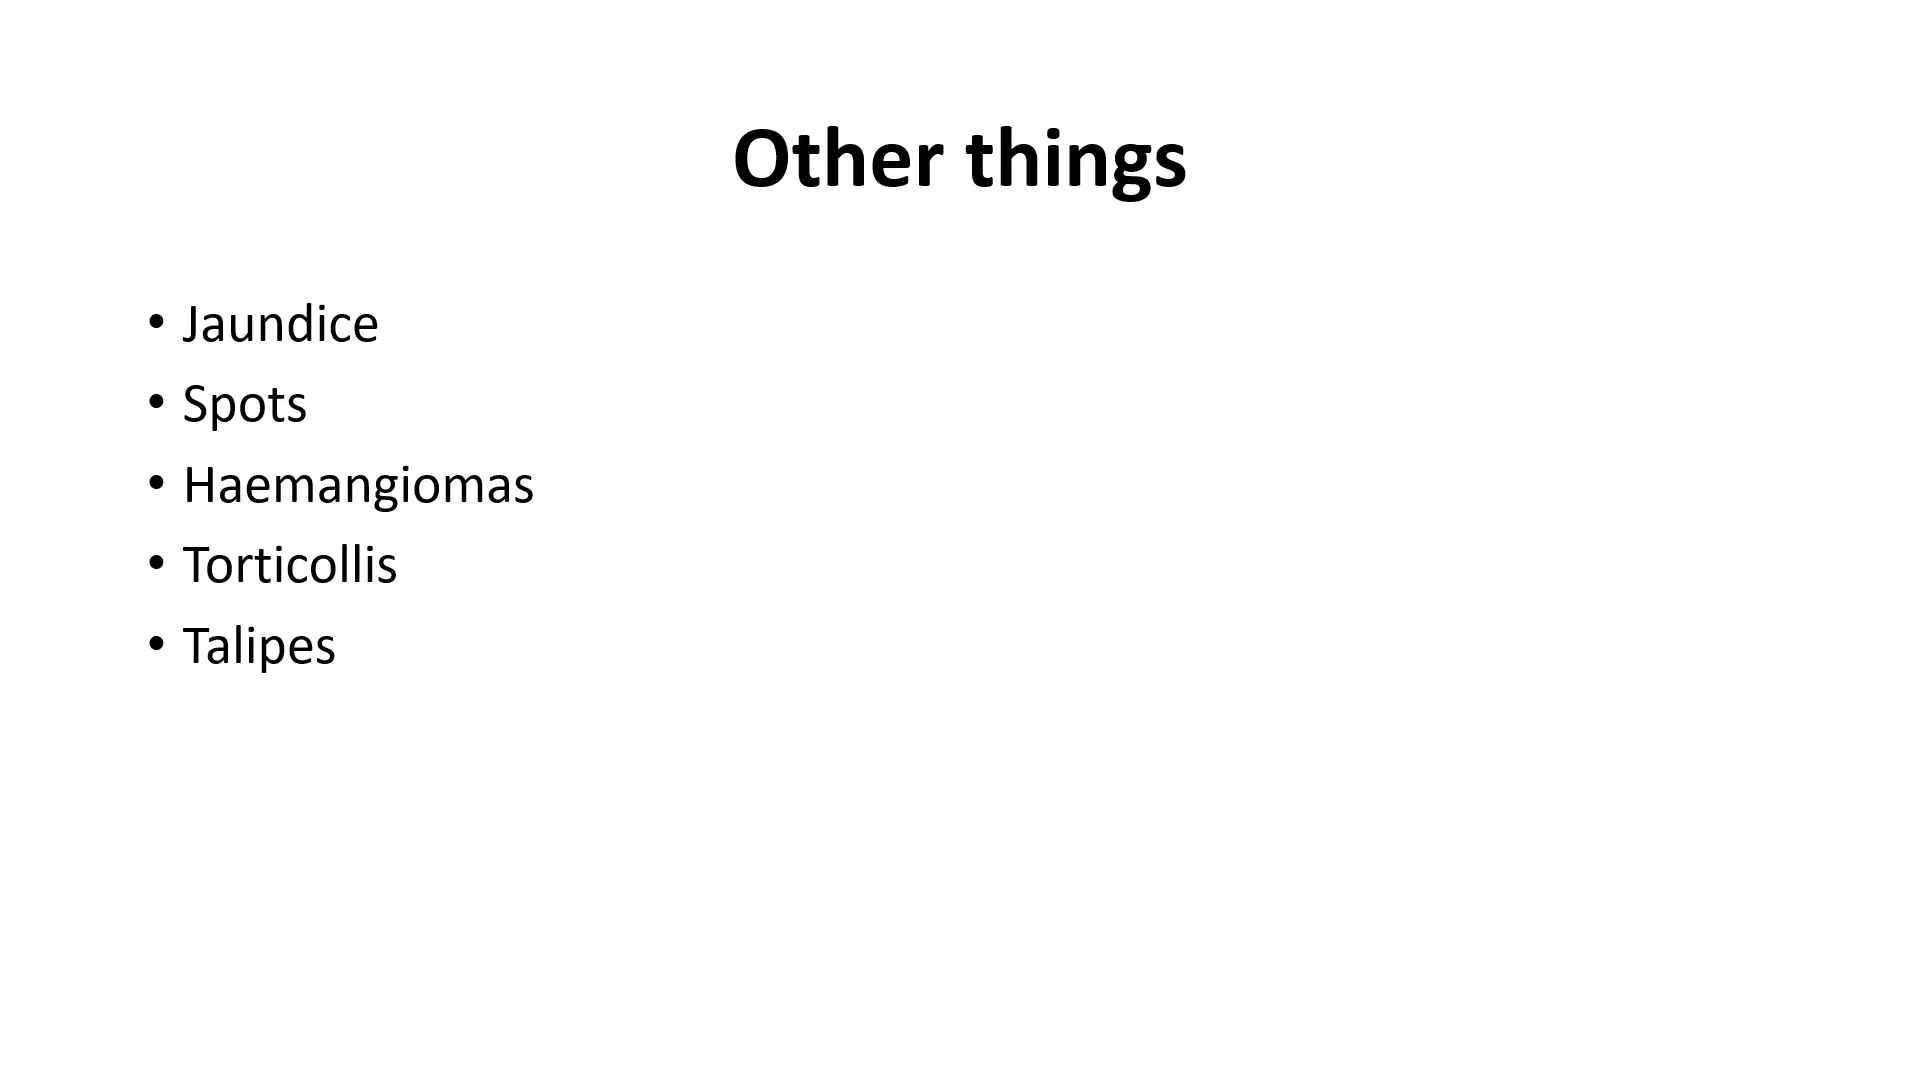 Other things
• Jaundice
• Spots
• Haemangiomas
• Torticollis
• Talipes